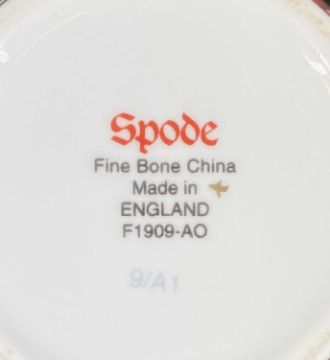 Spode
Fine Bone China
Made in
ENGLAND
F1909-AO
9/A1